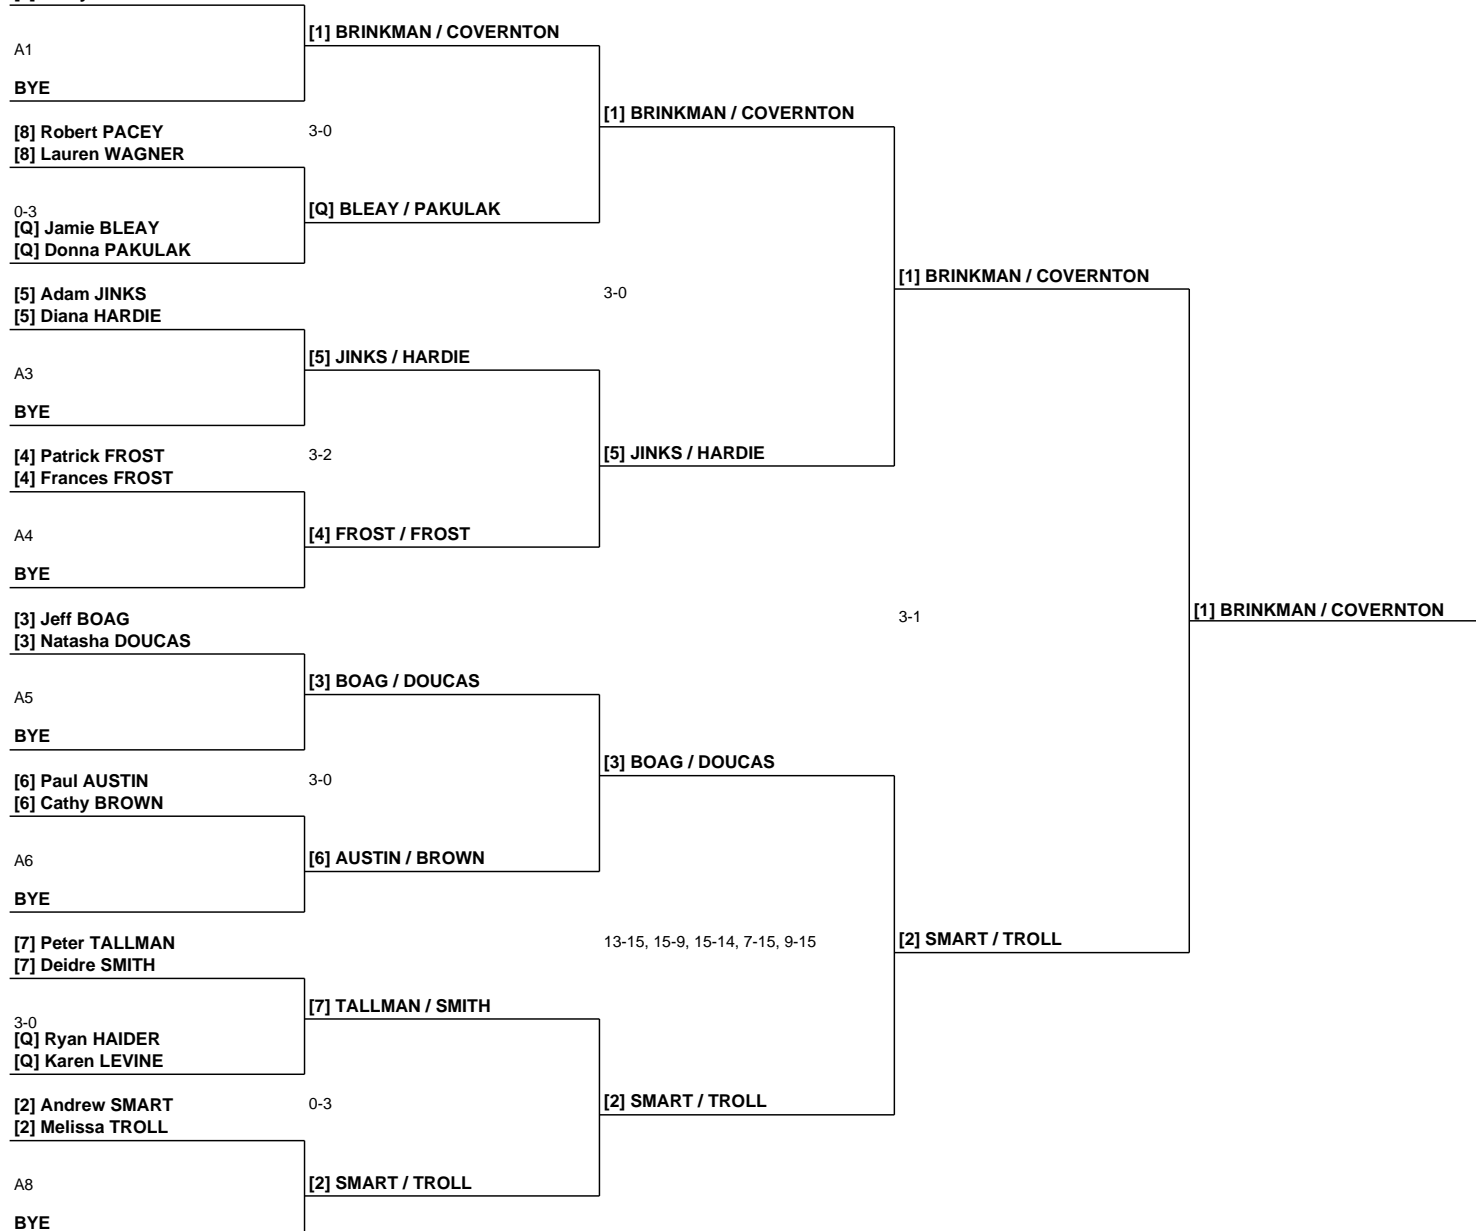 A1
BYE
[8] Robert PACEY
[8] Lauren WAGNER
0-3
[Q] Jamie BLEAY
[Q] Donna PAKULAK
[5] Adam JINKS
[5] Diana HARDIE
A3
BYE
[4] Patrick FROST
[4] Frances FROST
A4
BYE
[3] Jeff BOAG
[3] Natasha DOUCAS
A5
BYE
[6] Paul AUSTIN
[6] Cathy BROWN
A6
BYE
[7] Peter TALLMAN
[7] Deidre SMITH
3-0
[Q] Ryan HAIDER
[Q] Karen LEVINE
[2] Andrew SMART
[2] Melissa TROLL
A8
BYE
[1] BRINKMAN / COVERNTON
3-0
[Q] BLEAY / PAKULAK
[5] JINKS / HARDIE
3-2
[4] FROST / FROST
[3] BOAG / DOUCAS
3-0
[6] AUSTIN / BROWN
[7] TALLMAN / SMITH
0-3
[2] SMART / TROLL
[1] BRINKMAN / COVERNTON
3-0
[5] JINKS / HARDIE
[3] BOAG / DOUCAS
13-15, 15-9, 15-14, 7-15, 9-15
[2] SMART / TROLL
[1] BRINKMAN / COVERNTON
3-1
[2] SMART / TROLL
[1] BRINKMAN / COVERNTON